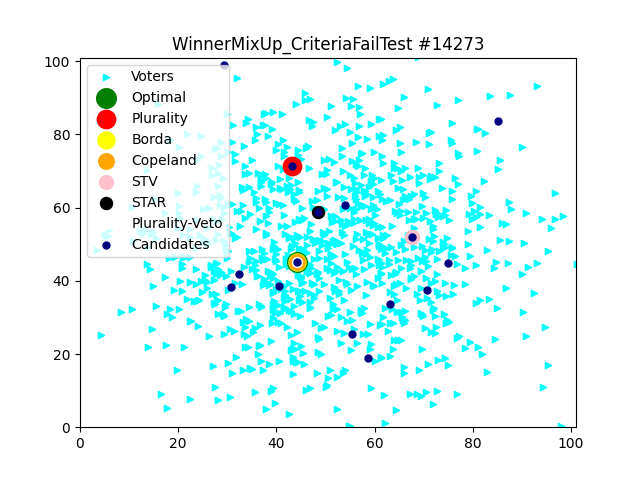 WinnerMixUp_CriteriaFailTest #14273
Voters
Optimal
Plurality
Borda
Copeland
STV
STAR
Plurality-Veto
Candidates
100
80
60
40
20
0
0 20 40 60 80 100